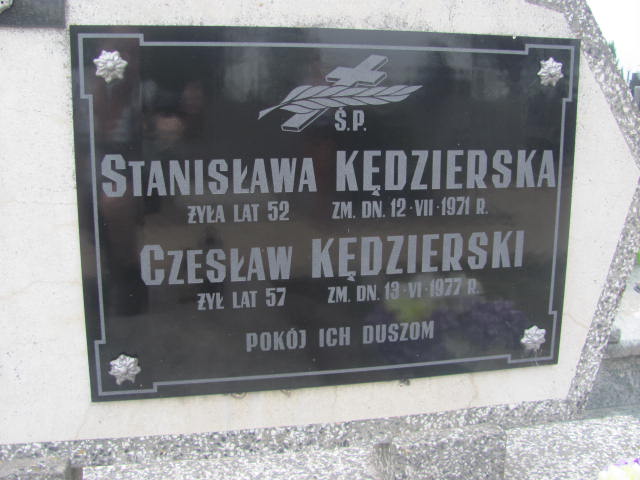 Ś.P.
STANISŁAWA KĘDZIERSKA
ŻYŁA LAT 52 ZM. DN. 12·VII·1971 R.
CZESŁAW KĘDZIERSKI
ŻYŁ LAT 57 ZM. DN. 13·VI·1977 R.
POKÓJ ICH DUSZOM